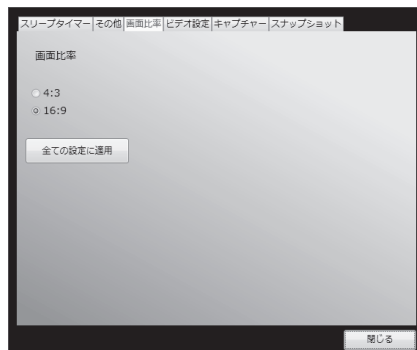 スリープタイマー その他 画面比率 ビデオ設定 キャプチャー スナップショット
画面比率
4:3
16:9
全ての設定に適用
閉じる